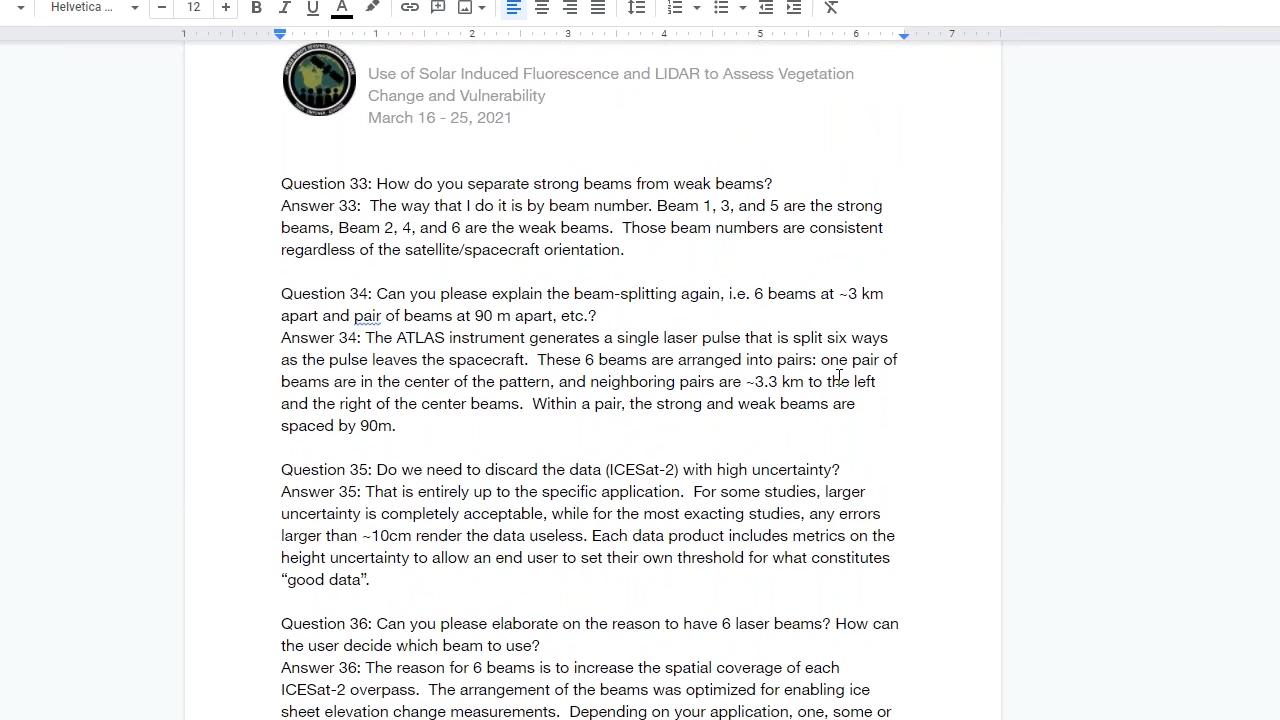 Helvetica ...
12
B I U A
1 1 2 3 4 5 6 7
Use of Solar Induced Fluorescence and LIDAR to Assess Vegetation
Change and Vulnerability
March 16 - 25, 2021
Question 33: How do you separate strong beams from weak beams?
Answer 33:  The way that I do it is by beam number. Beam 1, 3, and 5 are the strong
beams, Beam 2, 4, and 6 are the weak beams.  Those beam numbers are consistent
regardless of the satellite/spacecraft orientation.
Question 34: Can you please explain the beam-splitting again, i.e. 6 beams at ~3 km
apart and pair of beams at 90 m apart, etc.?
Answer 34: The ATLAS instrument generates a single laser pulse that is split six ways
as the pulse leaves the spacecraft.  These 6 beams are arranged into pairs: one pair of
beams are in the center of the pattern, and neighboring pairs are ~3.3 km to the left
and the right of the center beams.  Within a pair, the strong and weak beams are
spaced by 90m.
Question 35: Do we need to discard the data (ICESat-2) with high uncertainty?
Answer 35: That is entirely up to the specific application.  For some studies, larger
uncertainty is completely acceptable, while for the most exacting studies, any errors
larger than ~10cm render the data useless. Each data product includes metrics on the
height uncertainty to allow an end user to set their own threshold for what constitutes
“good data”.
Question 36: Can you please elaborate on the reason to have 6 laser beams? How can
the user decide which beam to use?
Answer 36: The reason for 6 beams is to increase the spatial coverage of each
ICESat-2 overpass.  The arrangement of the beams was optimized for enabling ice
sheet elevation change measurements.  Depending on your application, one, some or